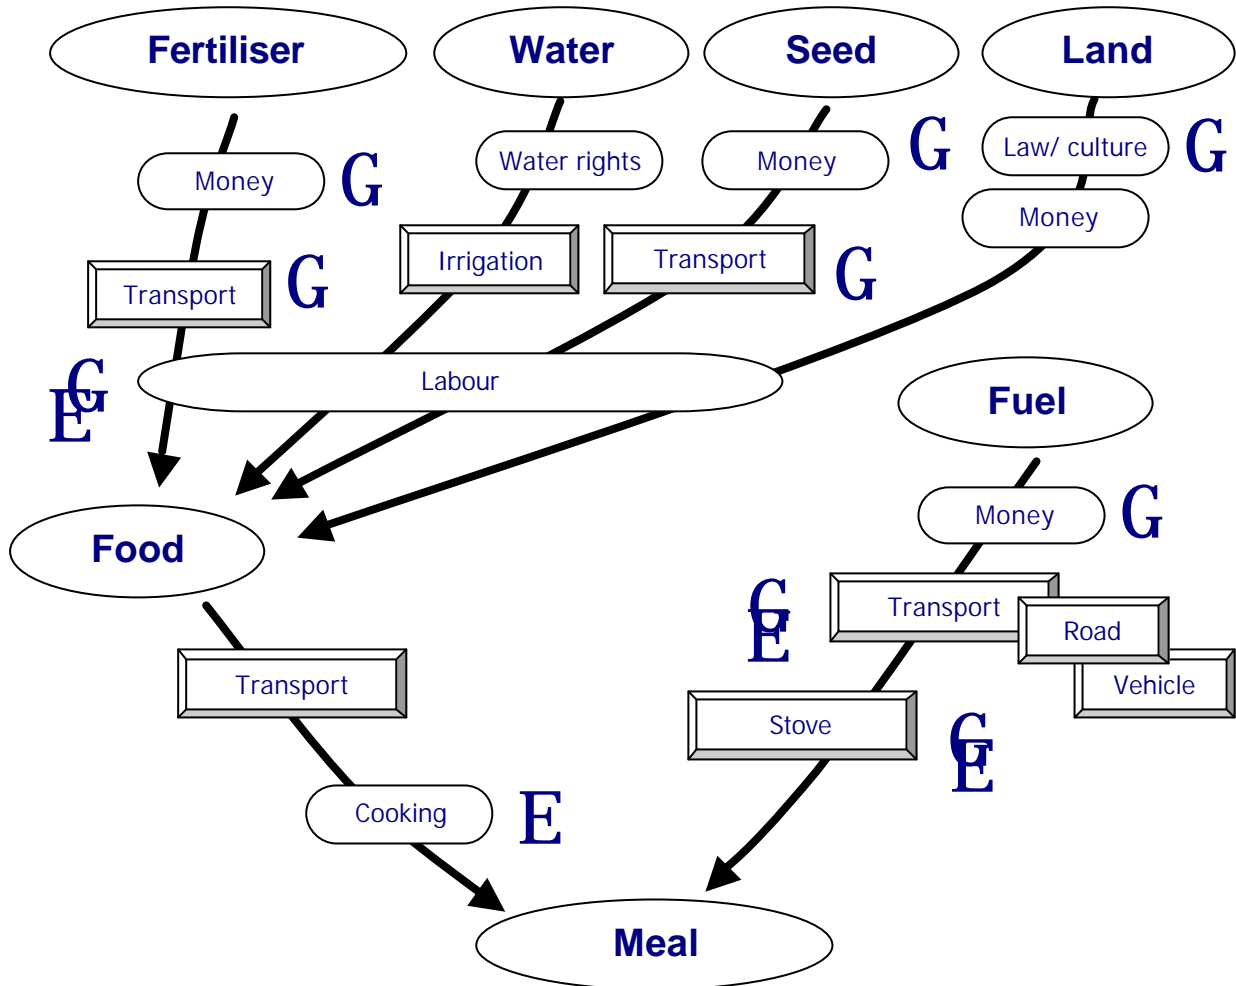 Fertiliser
Water
Seed
Land
Money
G
Water rights
Money
G
Law/ culture
G
Money
Transport
G
Irrigation
Transport
G
G
E
Labour
Fuel
Money
G
Food
G
E
Transport
Road
Vehicle
Transport
Stove
G
E
Cooking
E
Meal